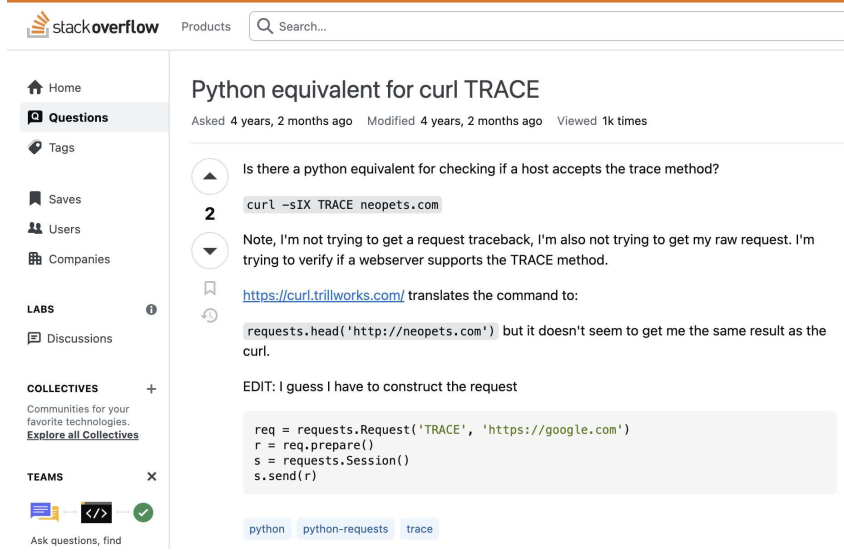 stackoverflow
Products
Search...
Home
Questions
Tags
Saves
Users
Companies
LABS
Discussions
COLLECTIVES
Communities for your
favorite technologies.
Explore all Collectives
TEAMS
Ask questions, find
Python equivalent for curl TRACE
Asked 4 years, 2 months ago Modified 4 years, 2 months ago Viewed 1k times
2
Is there a python equivalent for checking if a host accepts the trace method?
curl -sIX TRACE neopets.com
Note, I'm not trying to get a request traceback, I'm also not trying to get my raw request. I'm
trying to verify if a webserver supports the TRACE method.
https://curl.trillworks.com/ translates the command to:
requests.head('http://neopets.com') but it doesn't seem to get me the same result as the
curl.
EDIT: I guess I have to construct the request
req = requests.Request('TRACE', 'https://google.com')
r = req.prepare()
s = requests.Session()
s.send(r)
python python-requests trace